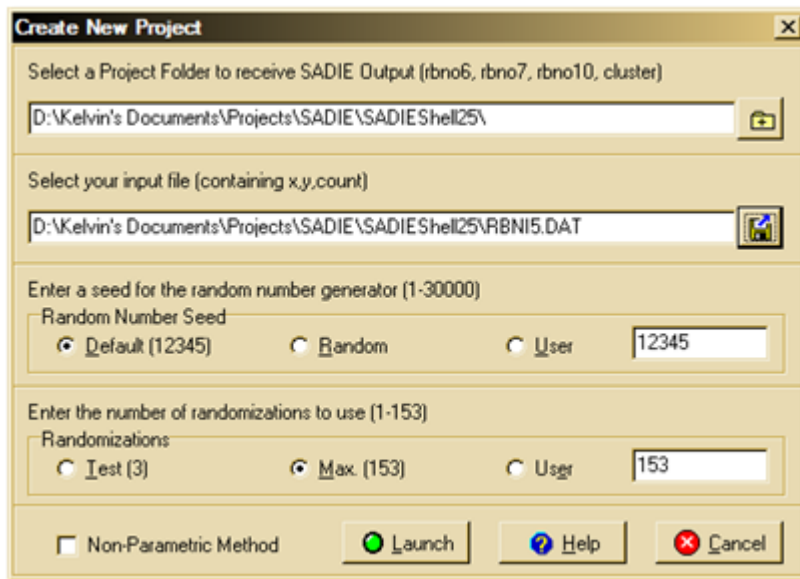 Create New Project
Select a Project Folder to receive SADIE Output (rbno6, rbno7, rbno10, cluster)
D:\Kelvin's Documents\Projects\SADIE\SADIEShell25\
Select your input file (containing x,y,count)
D:\Kelvin's Documents\Projects\SADIE\SADIEShell25\RBNI5.DAT
Enter a seed for the random number generator (1-30000)
Random Number Seed
Default (12345) Random User 12345
Enter the number of randomizations to use (1-153)
Randomizations
Test (3) Max. (153) User 153
Non-Parametric Method Launch Help Cancel